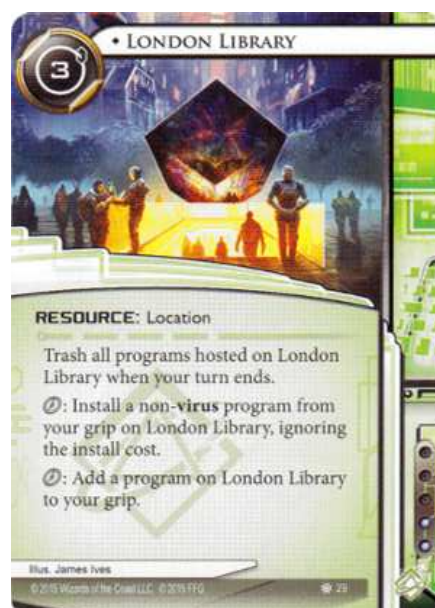 3
• LONDON LIBRARY
RESOURCE: Location
Trash all programs hosted on London
Library when your turn ends.
: Install a non-virus program from
your grip on London Library, ignoring
the install cost.
: Add a program on London Library
to your grip.
Illus. James Ives
© 2015 Wizards of the Coast LLC. © 2015 FFG
29